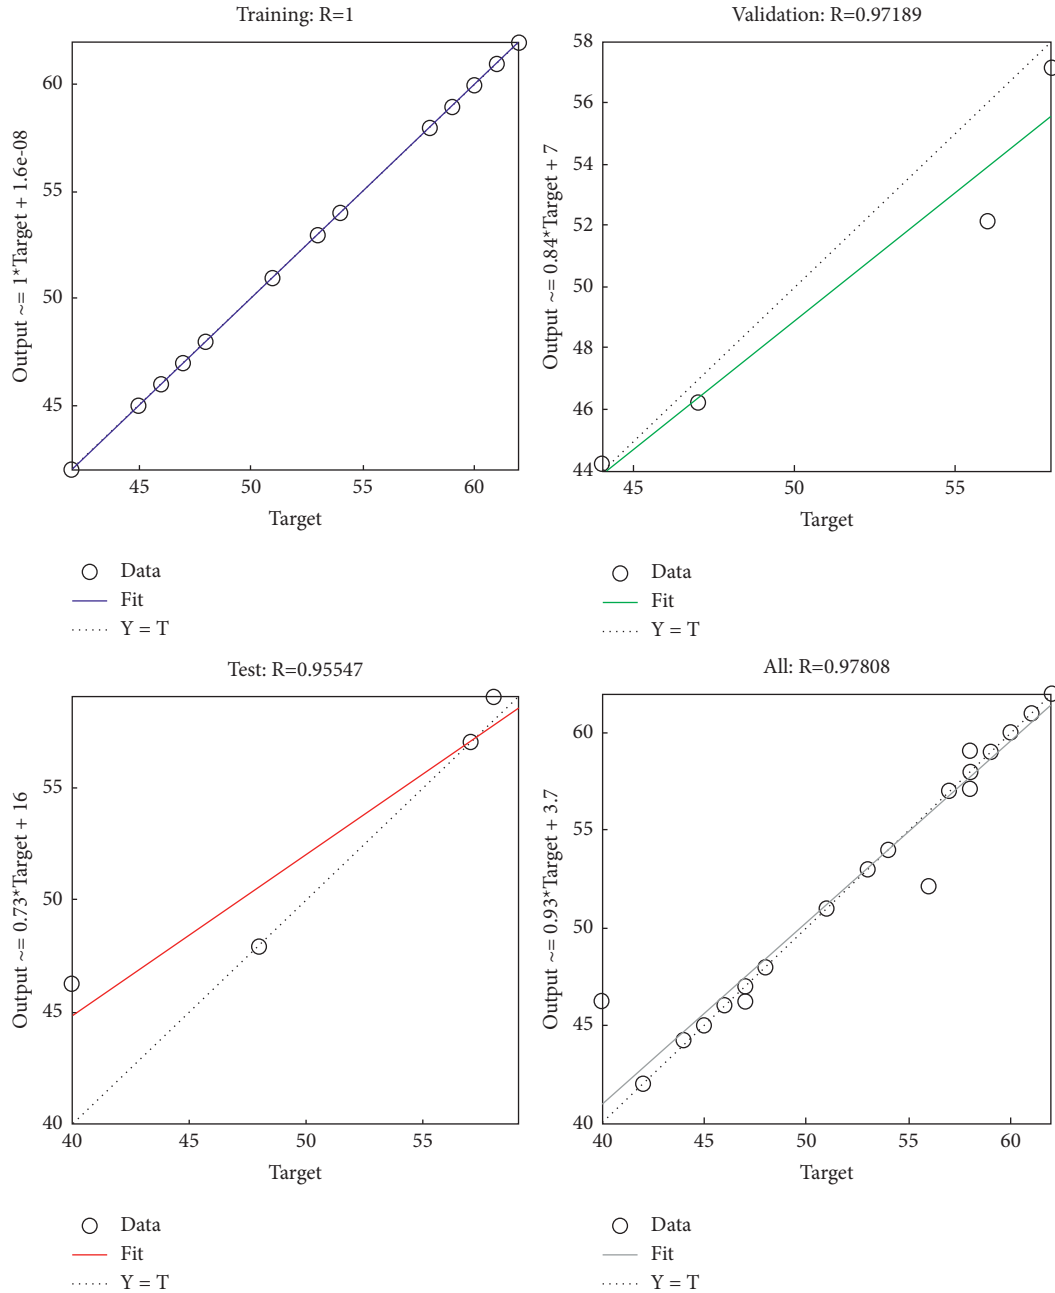 Training: R=1
Output ~= 1*Target + 1.6e-08
60
55
50
45
45 50 55 60
Target
Data
Fit
Y = T
Validation: R=0.97189
Output ~= 0.84*Target + 7
58
56
54
52
50
48
46
44
45 50 55
Target
Data
Fit
Y = T
Test: R=0.95547
Output ~= 0.73*Target + 16
55
50
45
40
40 45 50 55
Target
Data
Fit
Y = T
All: R=0.97808
Output ~= 0.93*Target + 3.7
60
55
50
45
40
40 45 50 55 60
Target
Data
Fit
Y = T